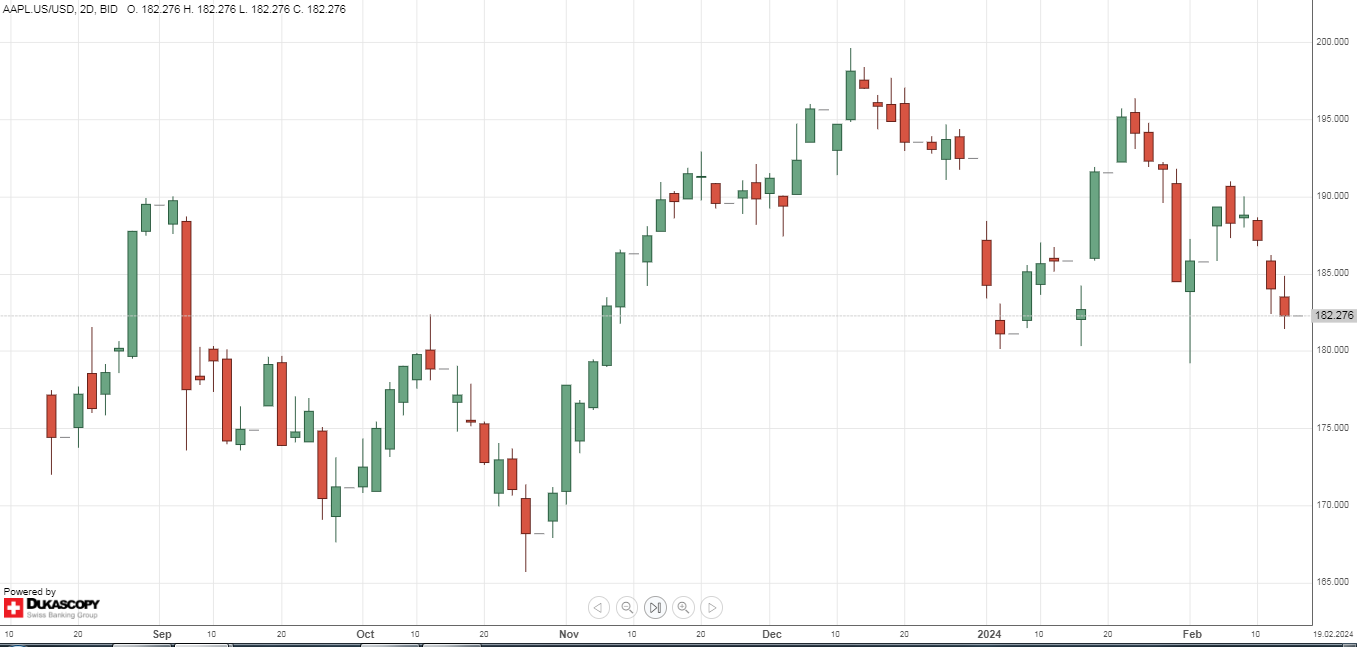 AAPL.US/USD, 2D, BID O. 182.276 H. 182.276 L. 182.276 C. 182.276
200.000
195.000
190.000
185.000
182.276
180.000
175.000
170.000
165.000
Powered by
DUKASCOPY
Swiss Banking Group
10 20 Sep 10 20 Oct 10 20 Nov 10 20 Dec 10 20 2024 10 20 Feb 10 19.02.2024